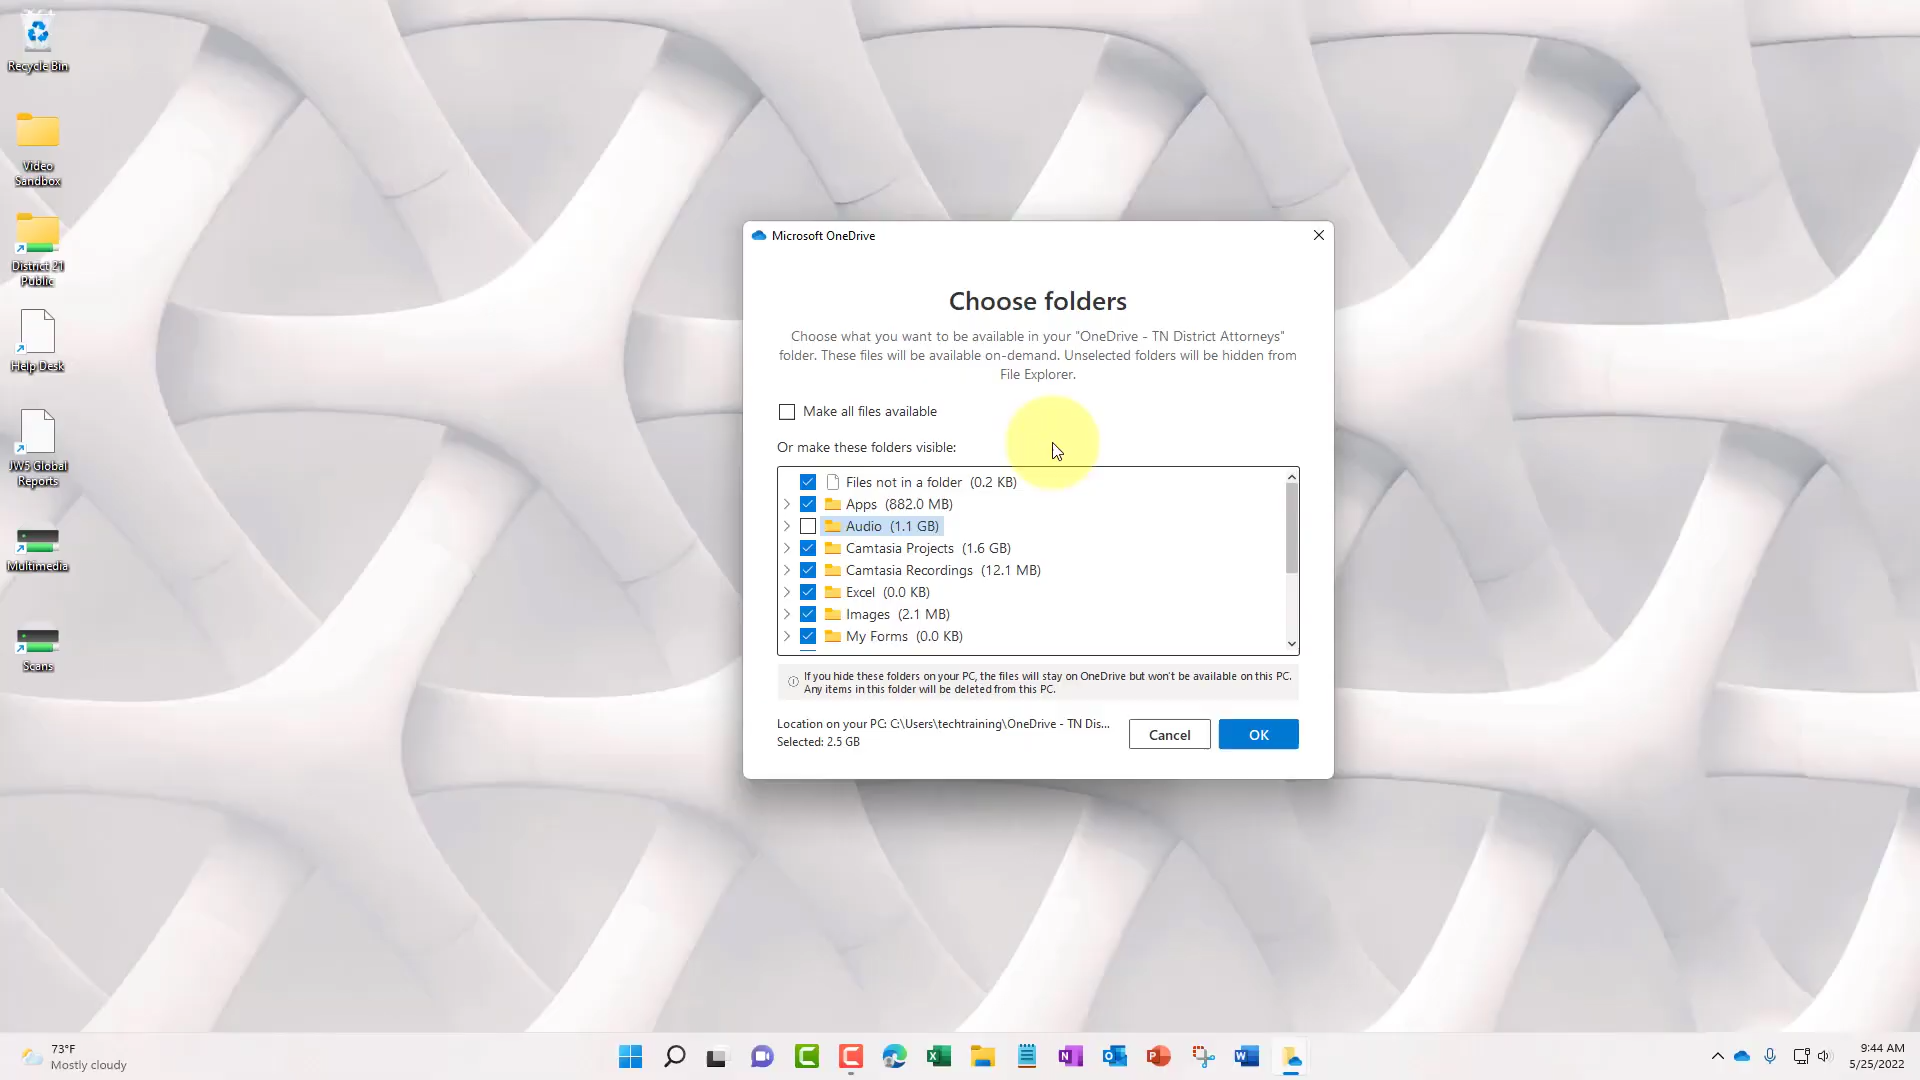 Recycle Bin
Video
Sandbox
District 21
Public
Help Desk
JW5 Global
Reports
Multimedia
Scans
Microsoft OneDrive
Choose folders
Choose what you want to be available in your "OneDrive - TN District Attorneys"
folder. These files will be available on-demand. Unselected folders will be hidden from
File Explorer.
Make all files available
Or make these folders visible:
Files not in a folder (0.2 KB)
Apps (882.0 MB)
Audio (1.1 GB)
Camtasia Projects (1.6 GB)
Camtasia Recordings (12.1 MB)
Excel (0.0 KB)
Images (2.1 MB)
My Forms (0.0 KB)
If you hide these folders on your PC, the files will stay on OneDrive but won't be available on this PC.
Any items in this folder will be deleted from this PC.
Location on your PC: C:\Users\techtraining\OneDrive - TN Dis...
Selected: 2.5 GB
Cancel
OK
73°F
Mostly cloudy
9:44 AM
5/25/2022